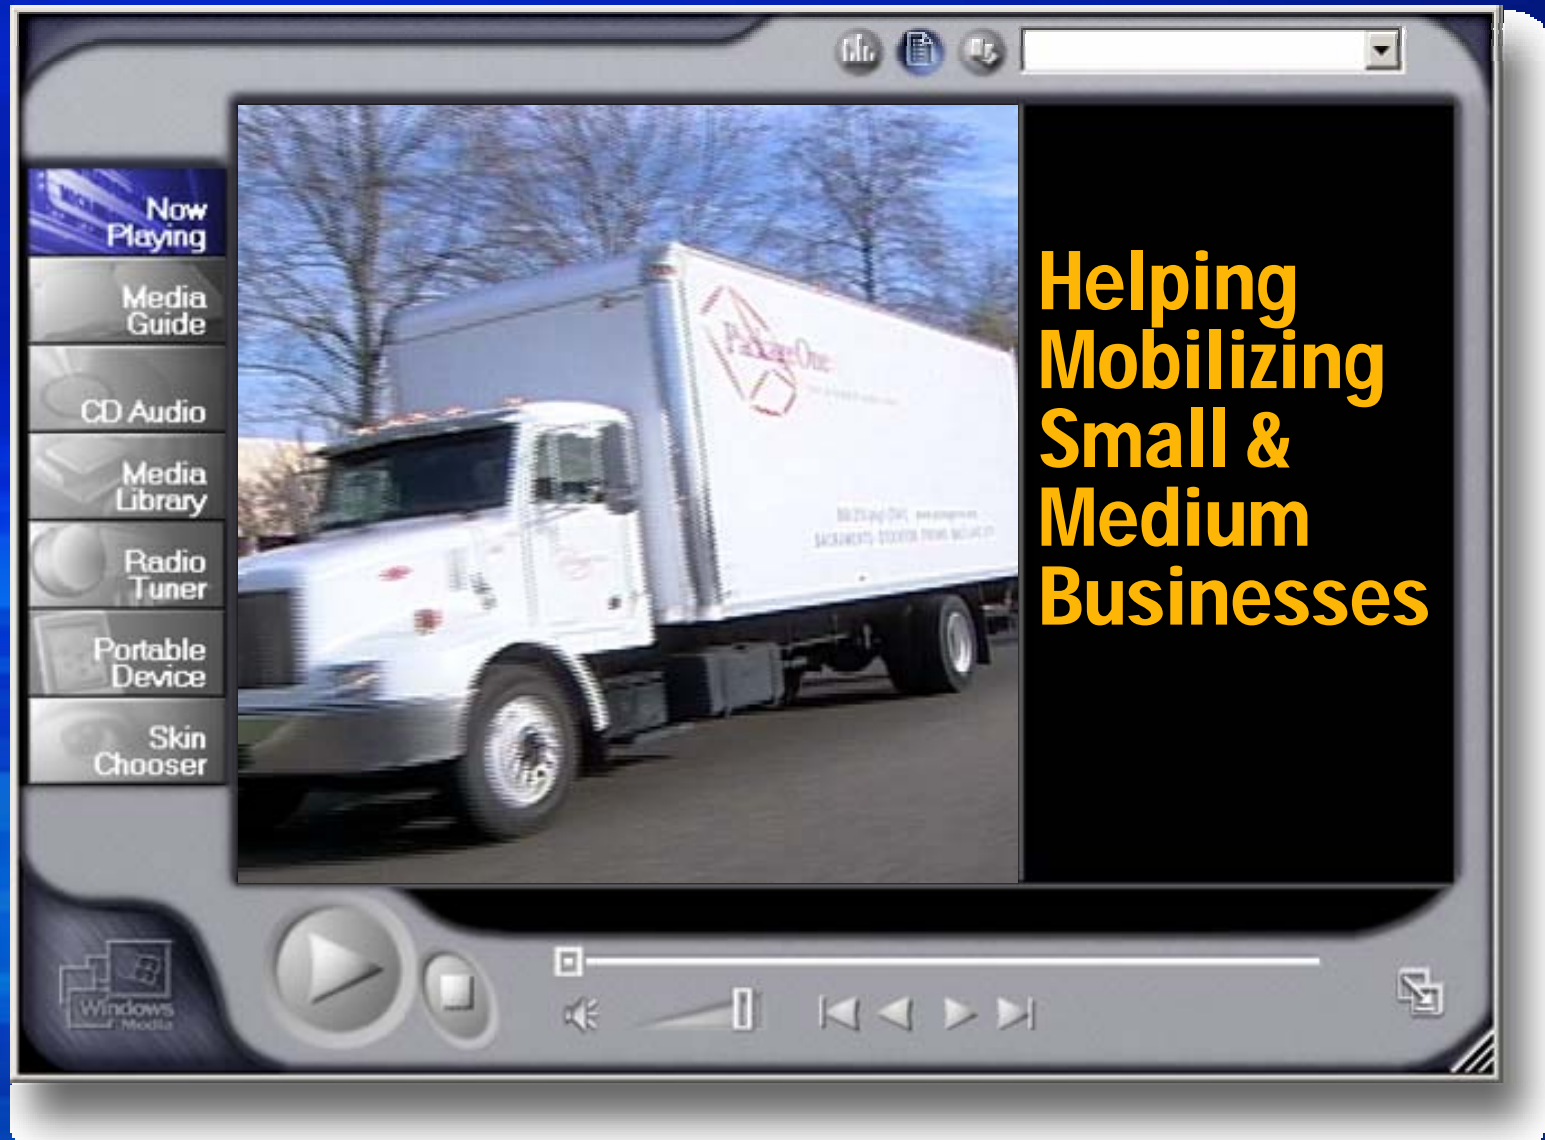 Now
Playing
Media
Guide
CD Audio
Media
Library
Radio
Tuner
Portable
Device
Skin
Chooser
PackageOne
Helping
Mobilizing
Small &
Medium
Businesses
Windows
Media